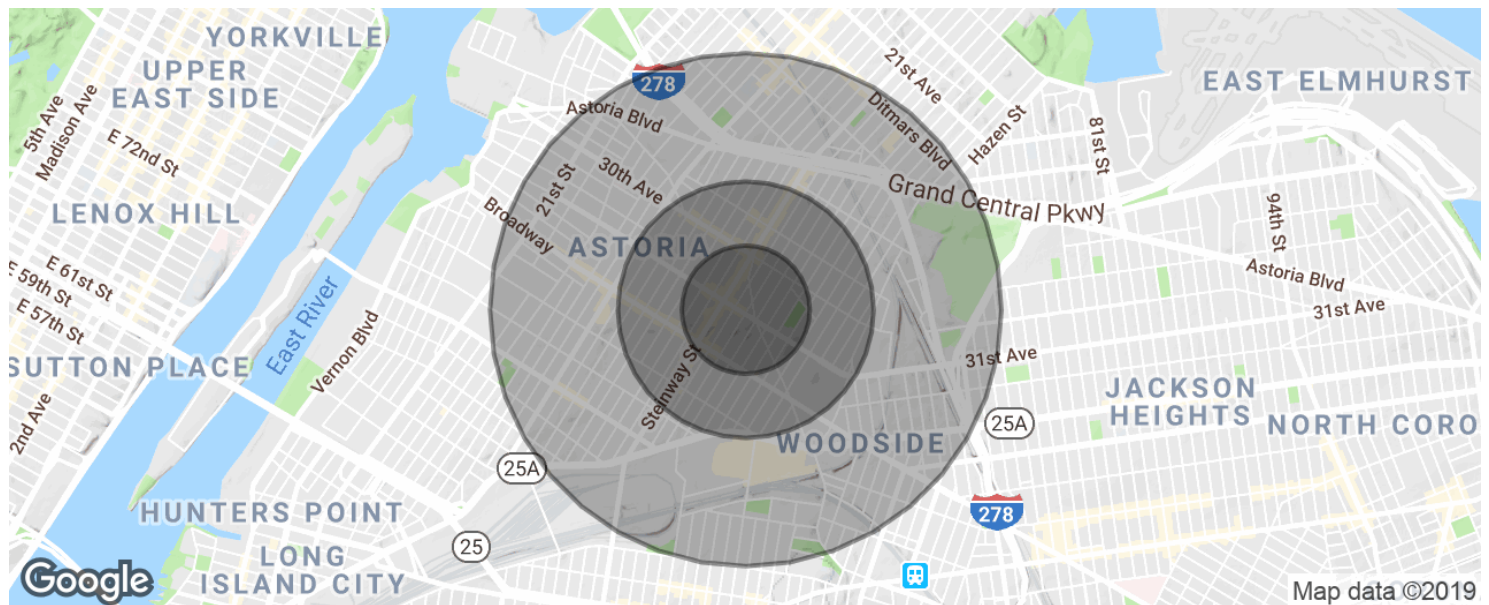 YORKVILLE
UPPER
EAST SIDE
5th Ave
Madison Ave
E 72nd St
LENOX HILL
E 61st St
E 59th St
E 57th St
SUTTON PLACE
2nd Ave
East River
Vernon Blvd
HUNTERS POINT
LONG
ISLAND CITY
25
25A
278
Astoria Blvd
21st St
30th Ave
Broadway
ASTORIA
Steinway St
WOODSIDE
21st Ave
Ditmars Blvd
Hazen St
81st St
Grand Central Pkwy
EAST ELMHURST
94th St
Astoria Blvd
31st Ave
31st Ave
JACKSON
HEIGHTS
25A
NORTH CORO
278
Google
Map data ©2019